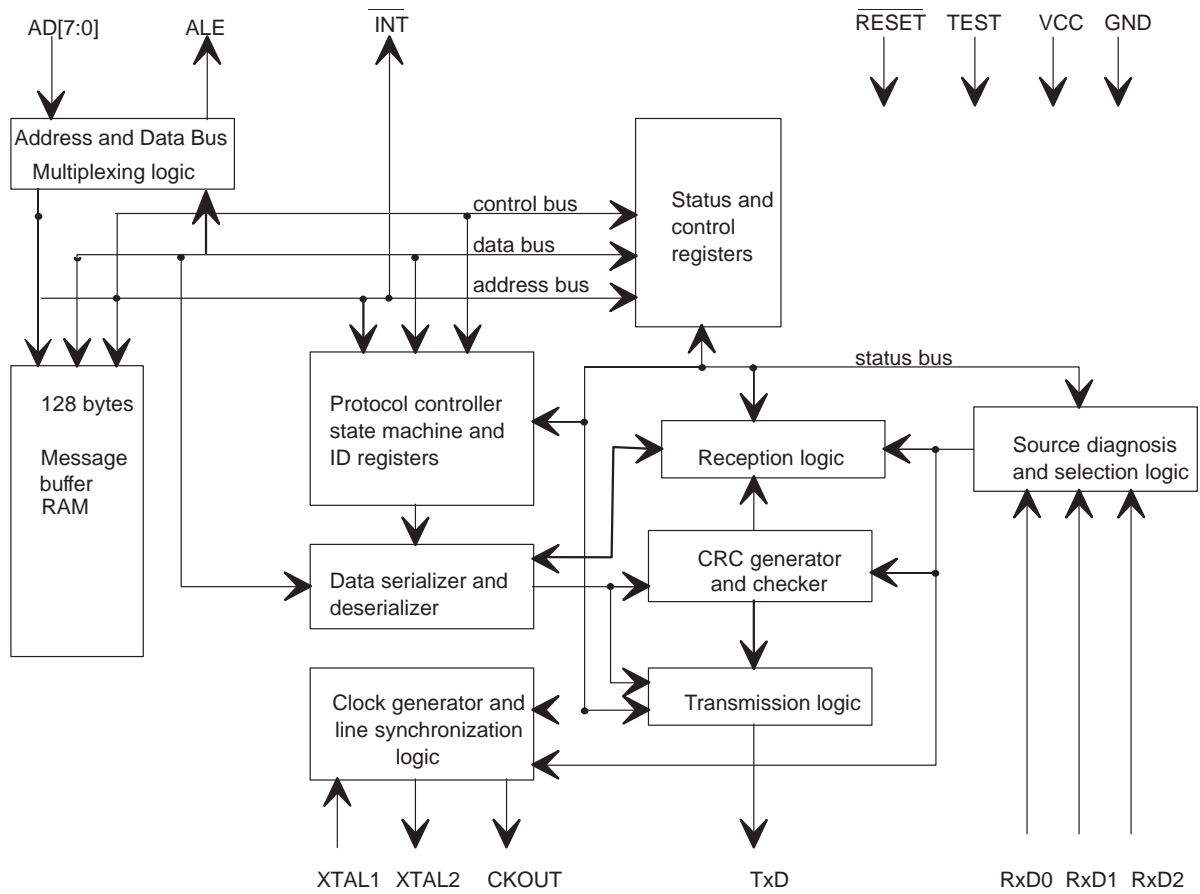 AD[7:0] ALE INT RESET TEST VCC GND
Address and Data Bus
Multiplexing logic
control bus
data bus
address bus
Status and
control
registers
status bus
128 bytes
Message
buffer
RAM
Protocol controller
state machine and
ID registers
Reception logic
Source diagnosis
and selection logic
Data serializer and
deserializer
CRC generator
and checker
Clock generator and
line synchronization
logic
Transmission logic
XTAL1 XTAL2 CKOUT TxD RxD0 RxD1 RxD2